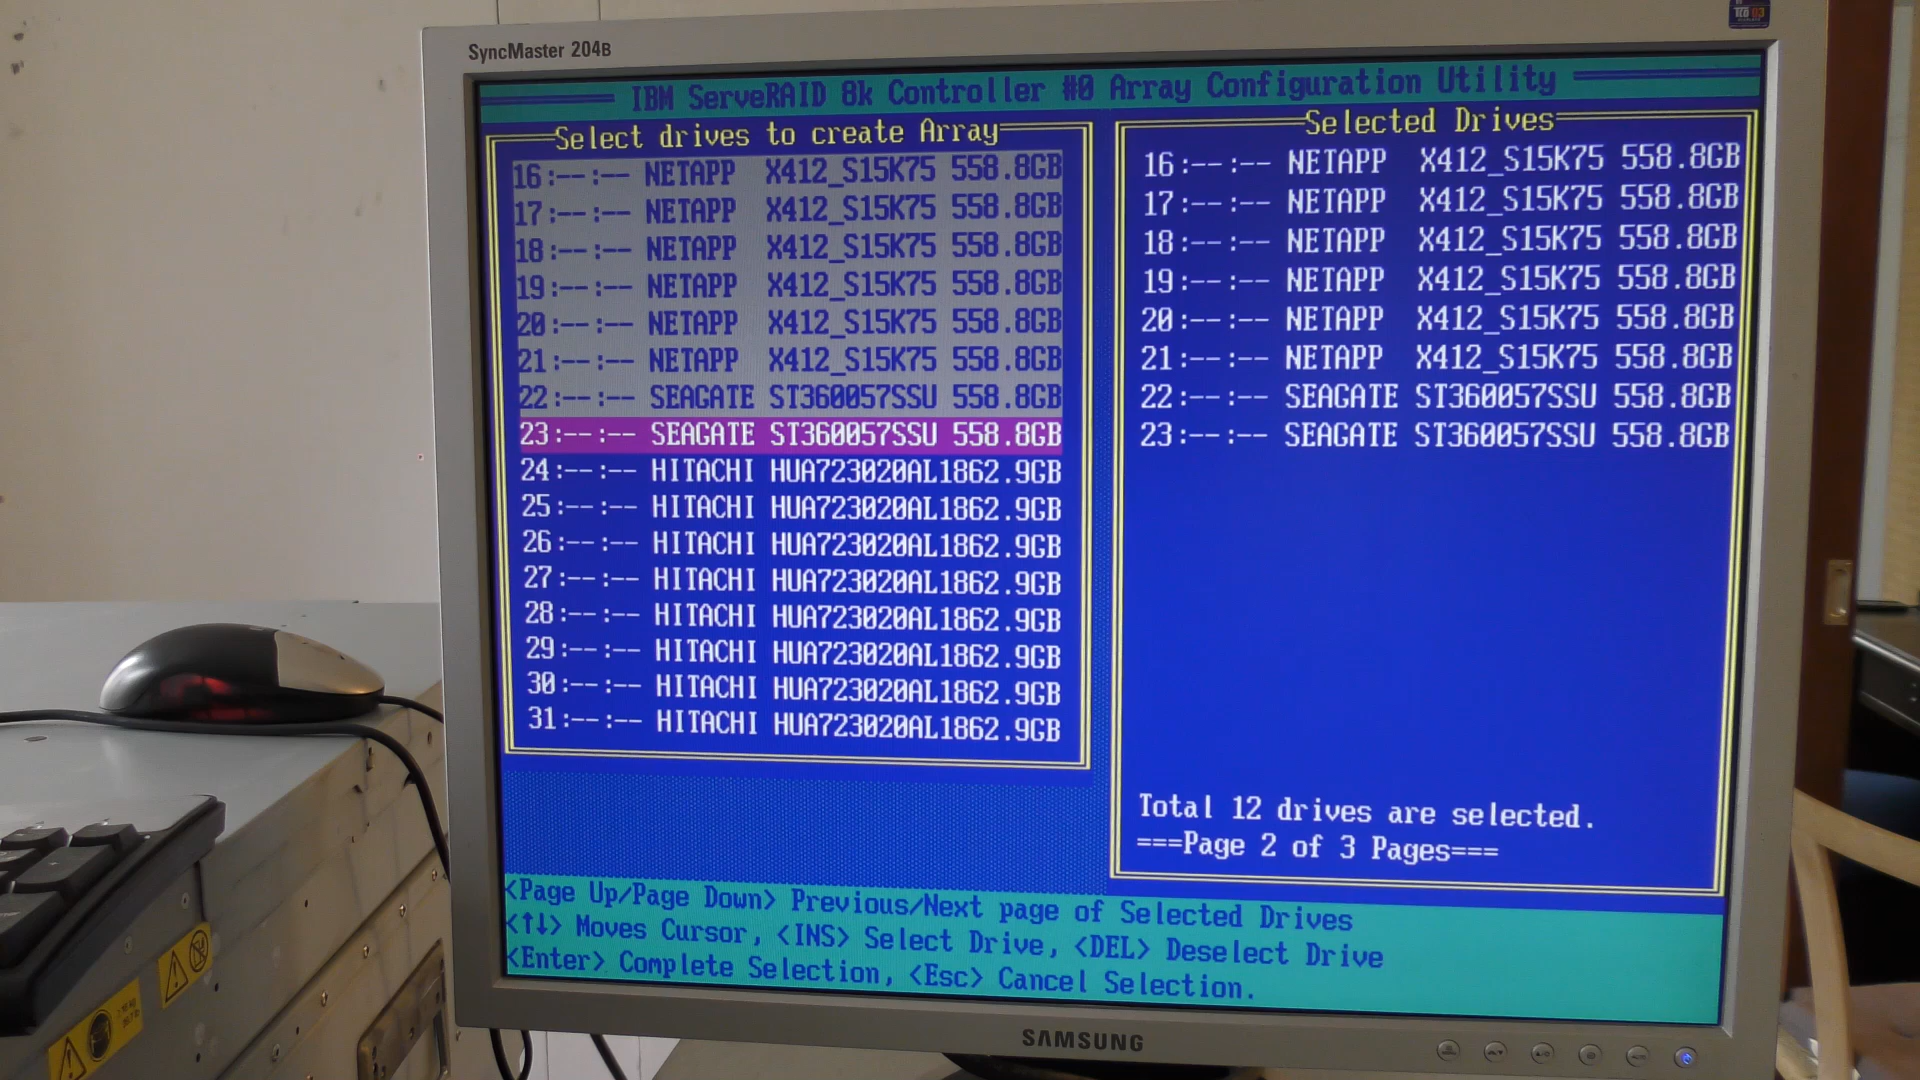 SyncMaster 204B
IBM ServeRAID 8k Controller #0 Array Configuration Utility
Select drives to create Array
16:--:-- NETAPP X412_S15K75 558.8GB
17:--:-- NETAPP X412_S15K75 558.8GB
18:--:-- NETAPP X412_S15K75 558.8GB
19:--:-- NETAPP X412_S15K75 558.8GB
20:--:-- NETAPP X412_S15K75 558.8GB
21:--:-- NETAPP X412_S15K75 558.8GB
22:--:-- SEAGATE ST360057SSU 558.8GB
23:--:-- SEAGATE ST360057SSU 558.8GB
24:--:-- HITACHI HUA723020AL1862.9GB
25:--:-- HITACHI HUA723020AL1862.9GB
26:--:-- HITACHI HUA723020AL1862.9GB
27:--:-- HITACHI HUA723020AL1862.9GB
28:--:-- HITACHI HUA723020AL1862.9GB
29:--:-- HITACHI HUA723020AL1862.9GB
30:--:-- HITACHI HUA723020AL1862.9GB
31:--:-- HITACHI HUA723020AL1862.9GB
Selected Drives
16:--:-- NETAPP X412_S15K75 558.8GB
17:--:-- NETAPP X412_S15K75 558.8GB
18:--:-- NETAPP X412_S15K75 558.8GB
19:--:-- NETAPP X412_S15K75 558.8GB
20:--:-- NETAPP X412_S15K75 558.8GB
21:--:-- NETAPP X412_S15K75 558.8GB
22:--:-- SEAGATE ST360057SSU 558.8GB
23:--:-- SEAGATE ST360057SSU 558.8GB
Total 12 drives are selected.
===Page 2 of 3 Pages===
<Page Up/Page Down> Previous/Next page of Selected Drives
<↑↓> Moves Cursor, <INS> Select Drive, <DEL> Deselect Drive
<Enter> Complete Selection, <Esc> Cancel Selection.
SAMSUNG